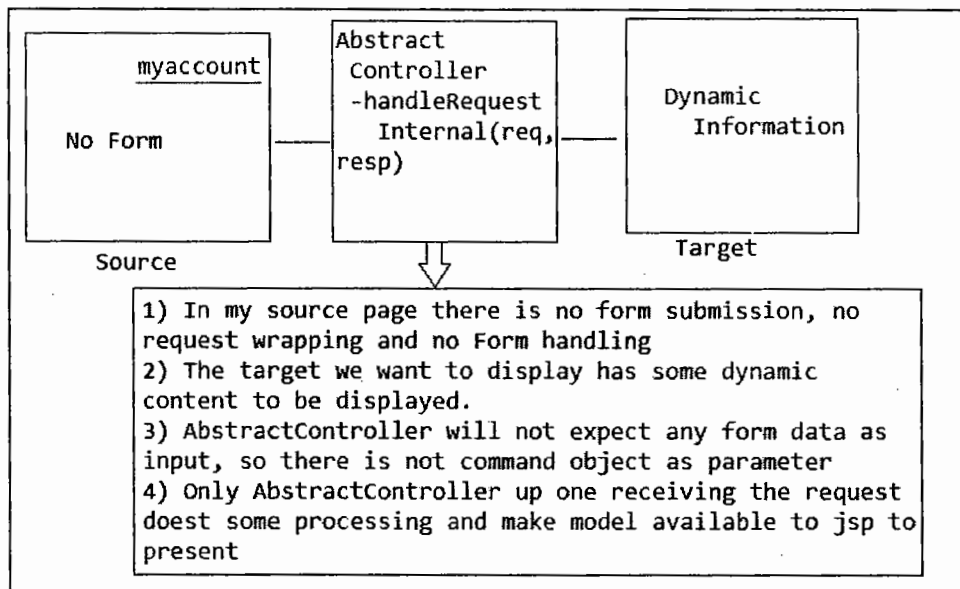 myaccount
No Form
Source
Abstract
Controller
-handleRequest
Internal(req,
resp)
Dynamic
Information
Target
1) In my source page there is no form submission, no
request wrapping and no Form handling
2) The target we want to display has some dynamic
content to be displayed.
3) AbstractController will not expect any form data as
input, so there is not command object as parameter
4) Only AbstractController up one receiving the request
doest some processing and make model available to jsp to
present